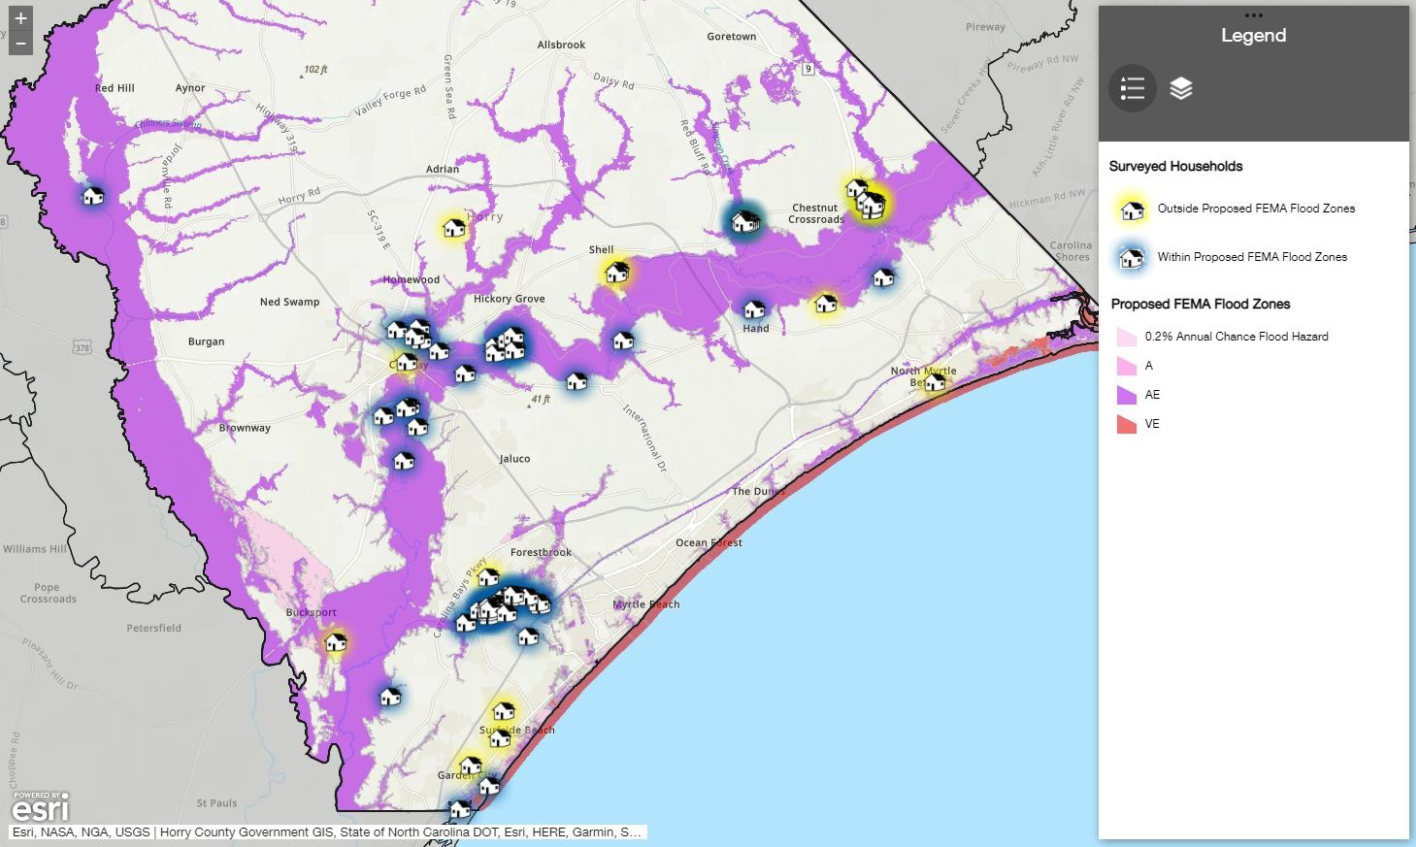 +
−
Goretown
Pireway
Allsbrook
9
Pireway Rd NW
102 ft
Red Hill
Aynor
Green Sea Rd
Daisy Rd
Valley Forge Rd
Highway 319
Red Bluff Rd
Adrian
Horry Rd
SC-319 E
Horry
Chestnut
Crossroads
Hickman Rd NW
Carolina
Shores
Shell
Homewood
Hickory Grove
Ned Swamp
Hand
Burgan
378
North Myrtle
41 ft
International Dr
Brownway
Jaluco
The Dunes
Ocean Forest
Williams Hill
Forestbrook
Carolina Bays Pkwy
Pope
Crossroads
Bucksport
Myrtle Beach
Petersfield
Pleasant Hill Dr
Surfside Beach
Choppee Rd
Garden City
St Pauls
POWERED BY
esri
Esri, NASA, NGA, USGS | Horry County Government GIS, State of North Carolina DOT, Esri, HERE, Garmin, S...
Legend
Surveyed Households
Outside Proposed FEMA Flood Zones
Within Proposed FEMA Flood Zones
Proposed FEMA Flood Zones
0.2% Annual Chance Flood Hazard
A
AE
VE